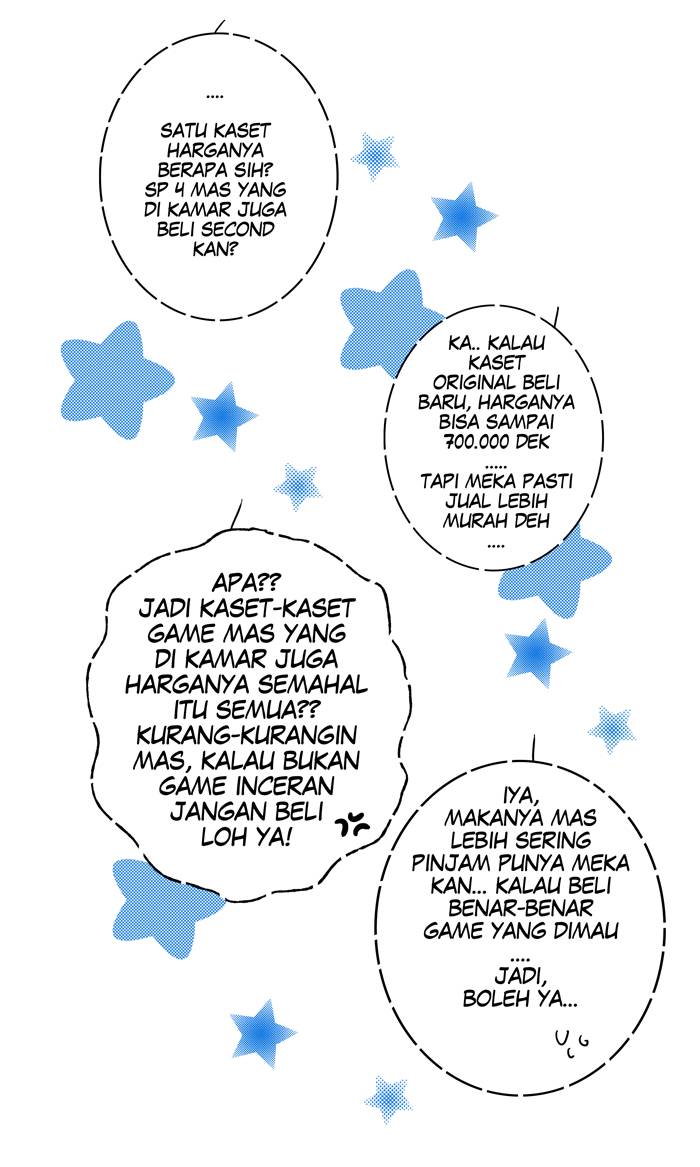 ....
SATU KASET
HARGANYA
BERAPA SIH?
SP 4 MAS YANG
DI KAMAR JUGA
BELI SECOND
KAN?
KA.. KALAU
KASET
ORIGINAL BELI
BARU, HARGANYA
BISA SAMPAI
700.000 DEK
.....
TAPI MEKA PASTI
JUAL LEBIH
MURAH DEH
....
APA??
JADI KASET-KASET
GAME MAS YANG
DI KAMAR JUGA
HARGANYA SEMAHAL
ITU SEMUA??
KURANG-KURANGIN
MAS, KALAU BUKAN
GAME INCERAN
JANGAN BELI
LOH YA!
IYA,
MAKANYA MAS
LEBIH SERING
PINJAM PUNYA MEKA
KAN... KALAU BELI
BENAR-BENAR
GAME YANG DIMAU
....
JADI,
BOLEH YA...